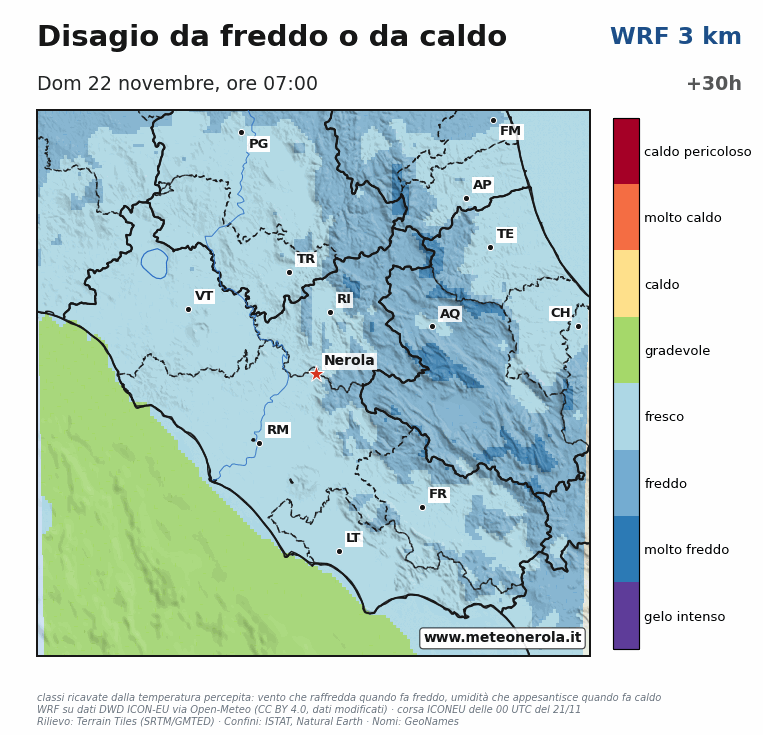 Disagio da freddo o da caldo
WRF 3 km
Dom 22 novembre, ore 07:00
+30h
FM
PG
caldo pericoloso
AP
molto caldo
TE
TR
caldo
VT
RI
AQ
CH
gradevole
Nerola
fresco
RM
freddo
FR
LT
molto freddo
gelo intenso
www.meteonerola.it
classi ricavate dalla temperatura percepita: vento che raffredda quando fa freddo, umidità che appesantisce quando fa caldo
WRF su dati DWD ICON-EU via Open-Meteo (CC BY 4.0, dati modificati) · corsa ICONEU delle 00 UTC del 21/11
Rilievo: Terrain Tiles (SRTM/GMTED) · Confini: ISTAT, Natural Earth · Nomi: GeoNames